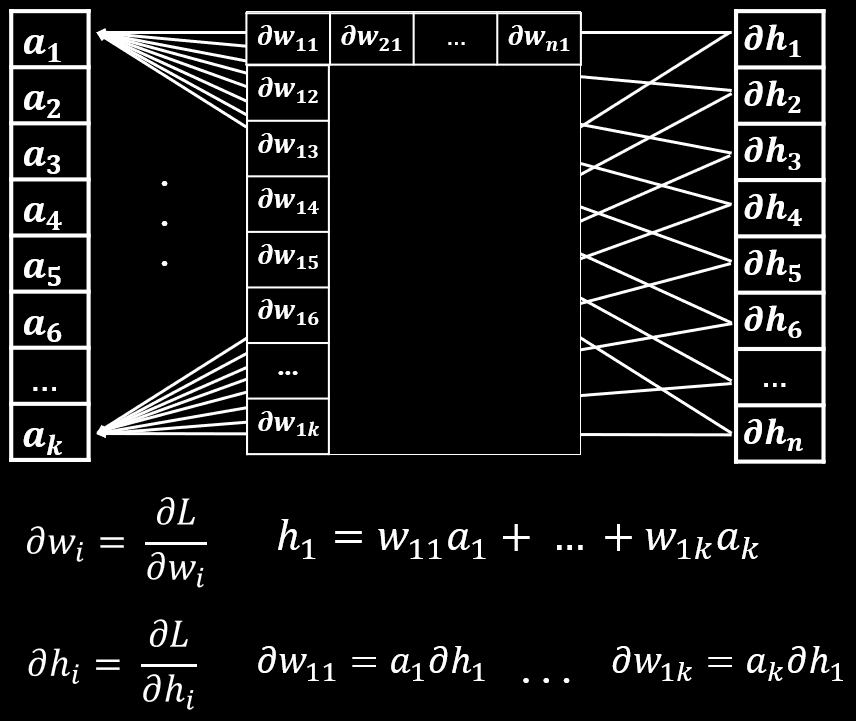 a₁ ∂w₁₁ ∂w₂₁ ... ∂wₙ₁ ∂h₁
a₂ ∂w₁₂ ∂h₂
a₃ ∂w₁₃ ∂h₃
a₄ ∂w₁₄ ∂h₄
a₅ ∂w₁₅ ∂h₅
a₆ ∂w₁₆ ∂h₆
... ... ...
aₖ ∂w₁ₖ ∂hₙ
∂wᵢ = ∂L/∂wᵢ h₁ = w₁₁a₁ + ... + w₁ₖaₖ
∂hᵢ = ∂L/∂hᵢ ∂w₁₁ = a₁∂h₁ ... ∂w₁ₖ = aₖ∂h₁